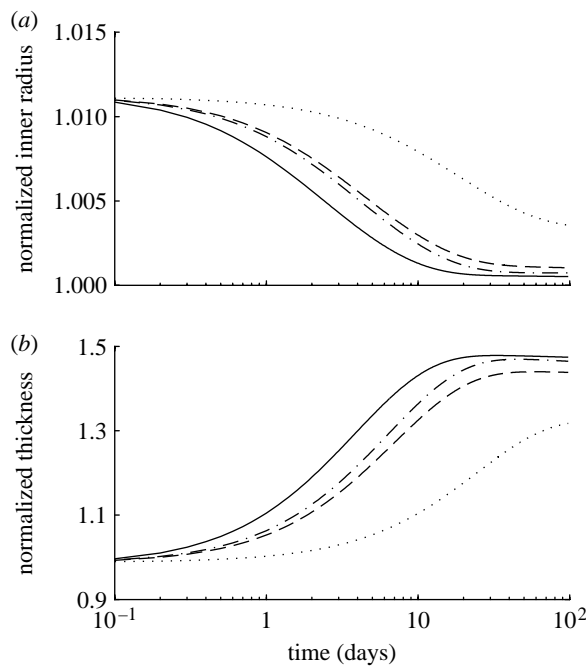 (a)
normalized inner radius
1.015
1.010
1.005
1.000
(b)
normalized thickness
1.5
1.3
1.1
0.9
10⁻¹ 1 10 10²
time (days)